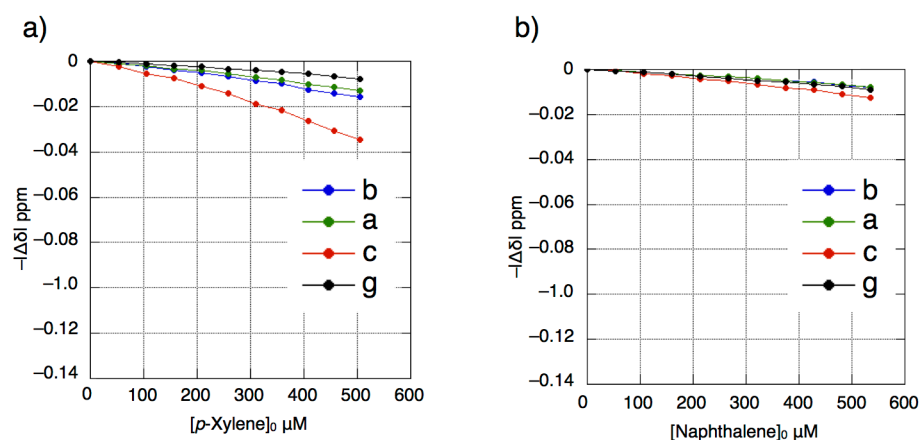 a)
–|Δδ| ppm
0
–0.02
–0.04
–0.06
–0.08
–1.0
–0.12
–0.14
0 100 200 300 400 500 600
[p-Xylene]₀ µM
b
a
c
g
b)
–|Δδ| ppm
0
–0.02
–0.04
–0.06
–0.08
–1.0
–0.12
–0.14
0 100 200 300 400 500 600
[Naphthalene]₀ µM
b
a
c
g